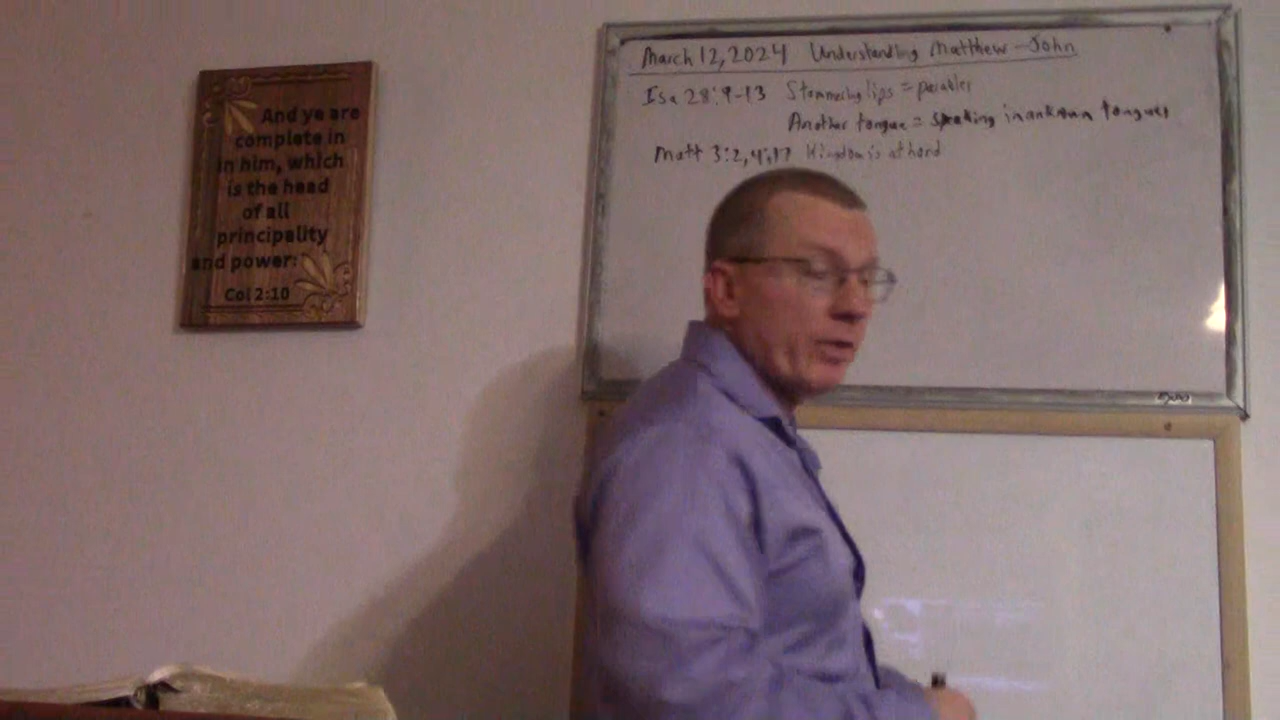 And ye are
complete in
in him, which
is the head
of all
principality
and power:
Col 2:10
March 12, 2024 Understanding Matthew - John
Isa 28:9-13 Stammering lips = parables
Another tongue = speaking in unknown tongues
Matt 3:2, 4:17 Kingdom is at hand